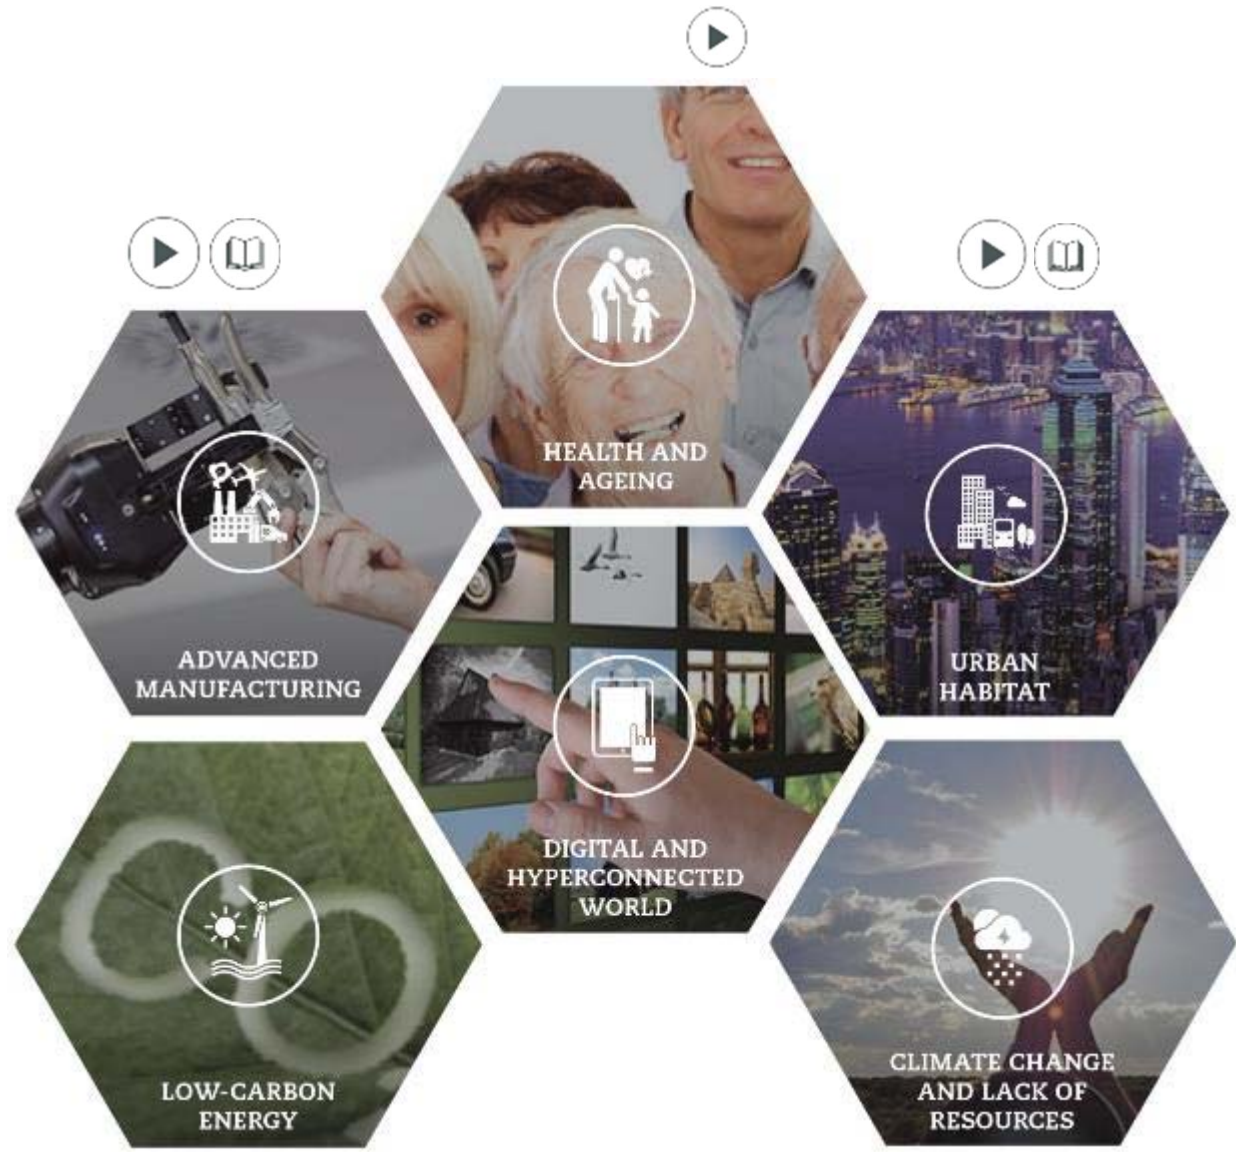 HEALTH AND
AGEING
ADVANCED
MANUFACTURING
URBAN
HABITAT
DIGITAL AND
HYPERCONNECTED
WORLD
LOW-CARBON
ENERGY
CLIMATE CHANGE
AND LACK OF
RESOURCES